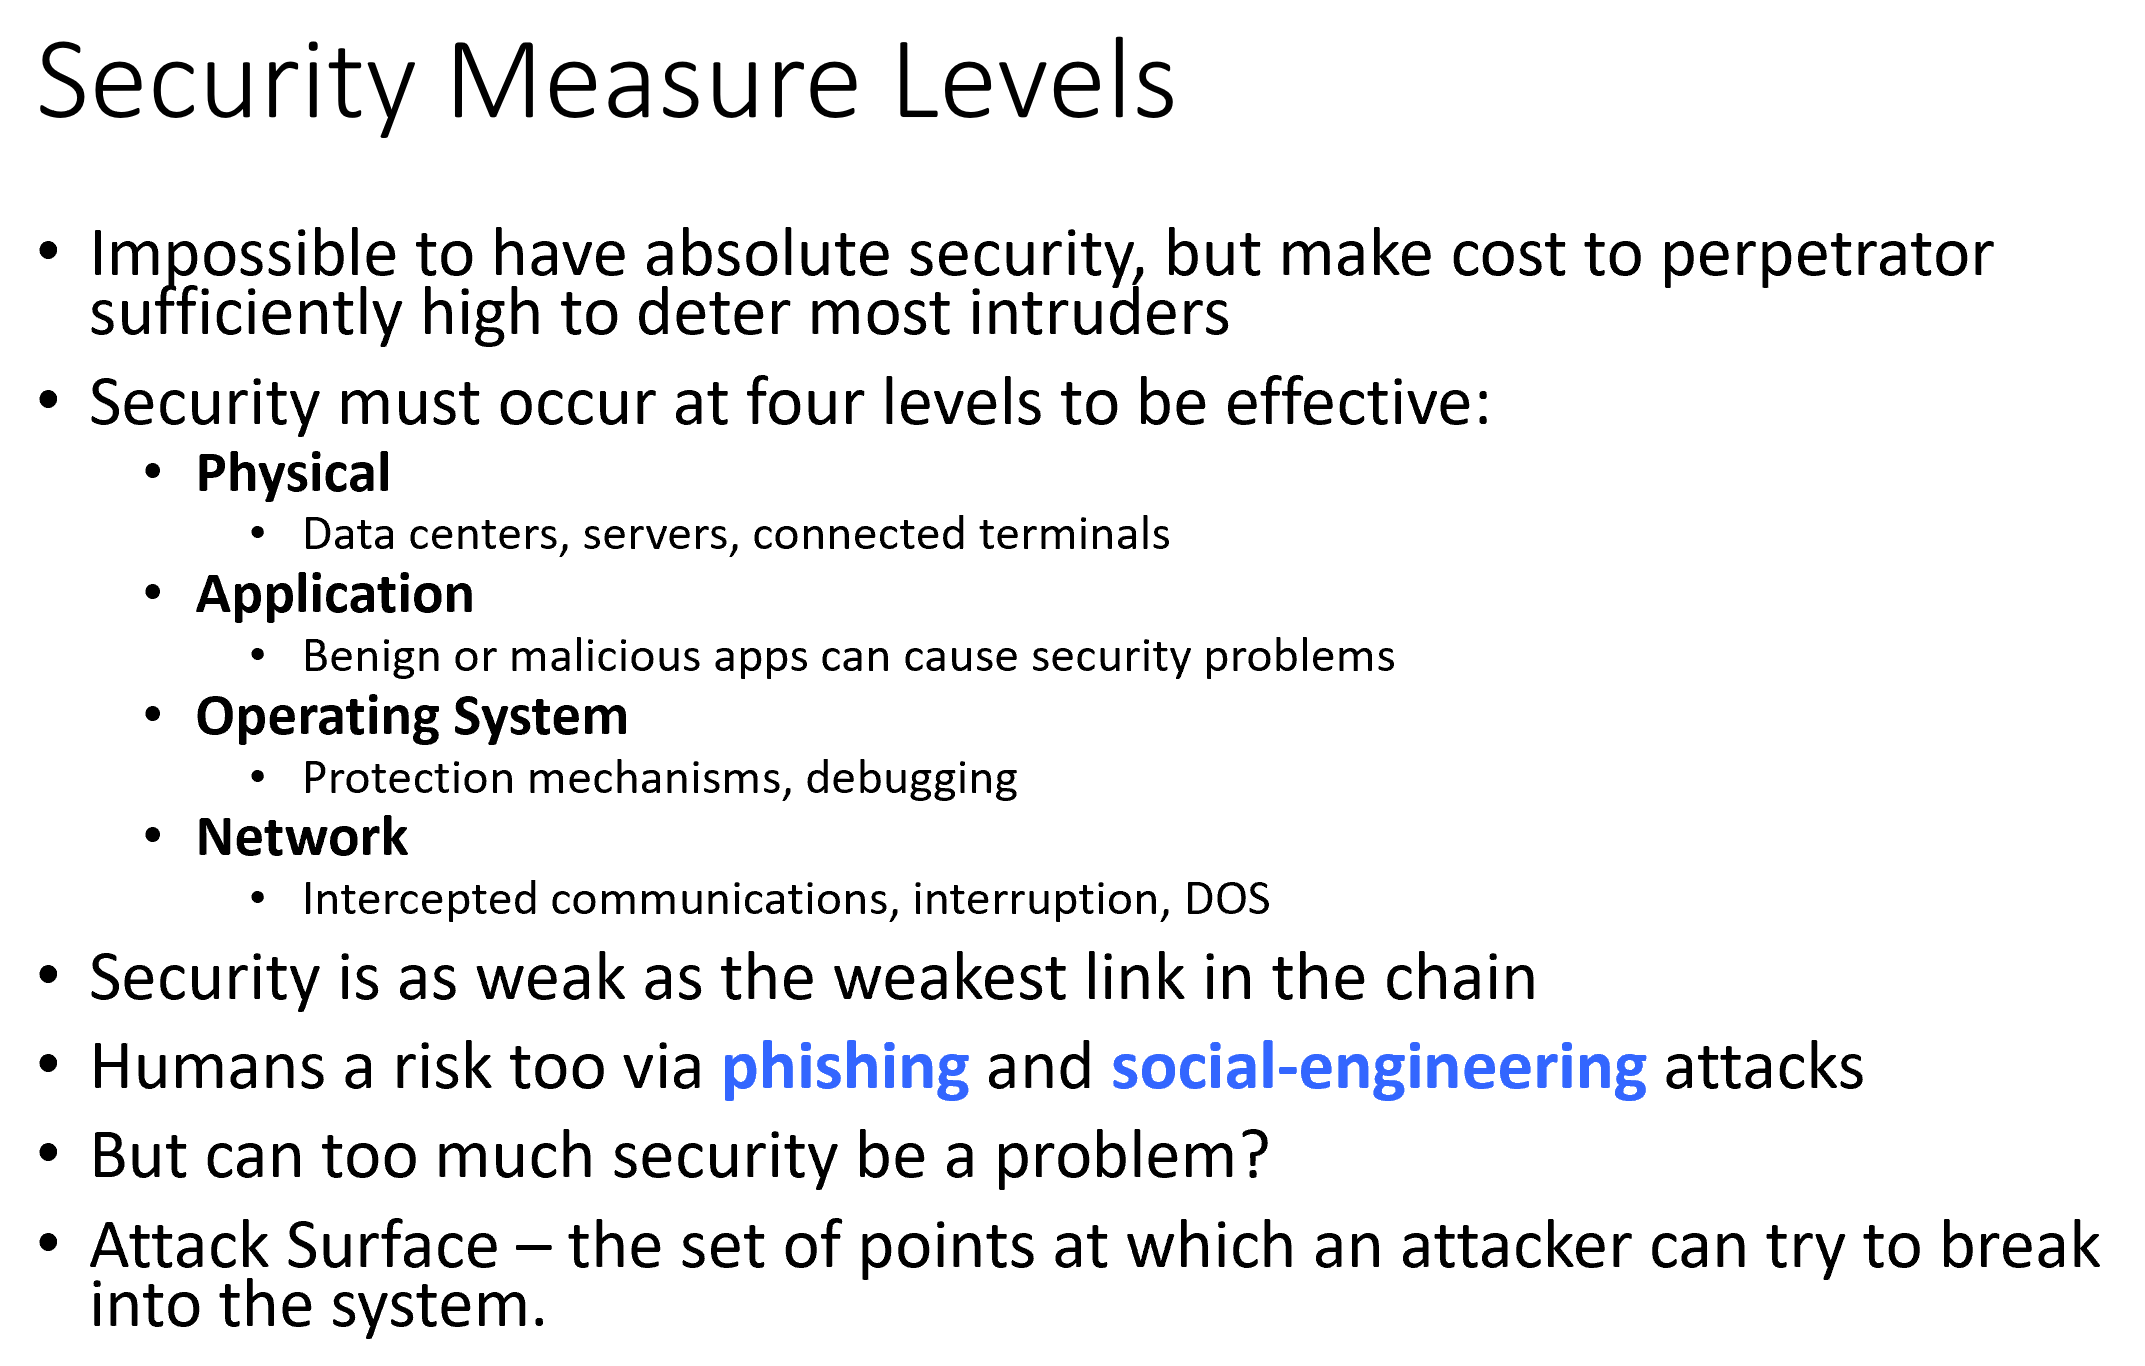 Security Measure Levels
• Impossible to have absolute security, but make cost to perpetrator
sufficiently high to deter most intruders
• Security must occur at four levels to be effective:
• Physical
• Data centers, servers, connected terminals
• Application
• Benign or malicious apps can cause security problems
• Operating System
• Protection mechanisms, debugging
• Network
• Intercepted communications, interruption, DOS
• Security is as weak as the weakest link in the chain
• Humans a risk too via phishing and social-engineering attacks
• But can too much security be a problem?
• Attack Surface – the set of points at which an attacker can try to break
into the system.